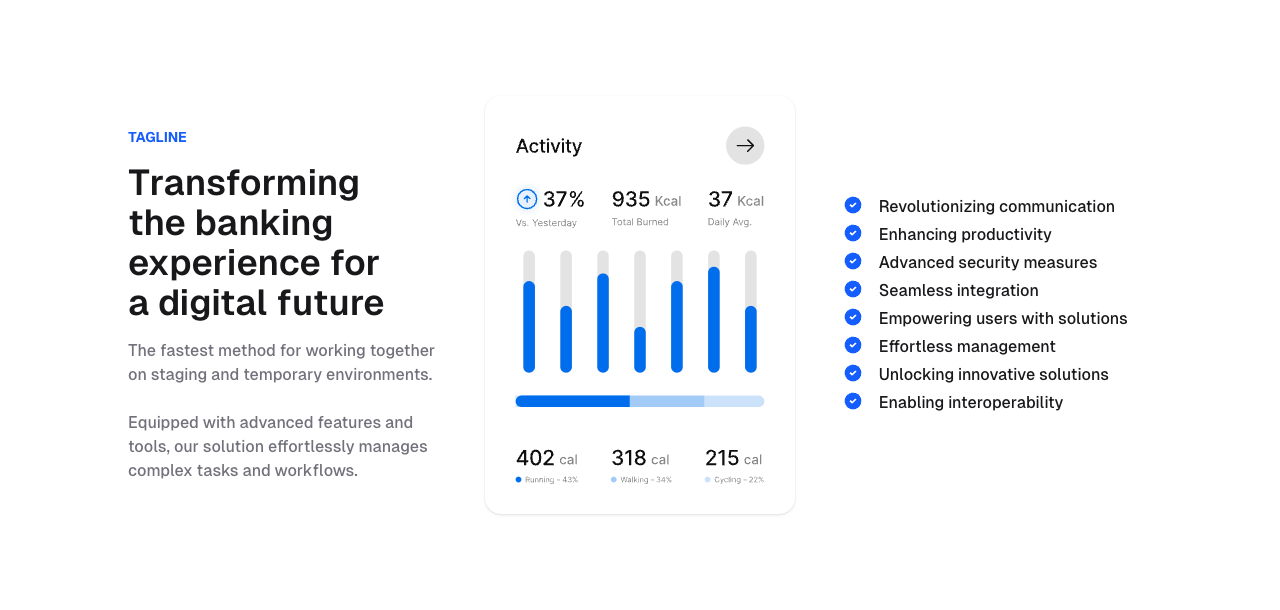 TAGLINE
Transforming
the banking
experience for
a digital future
The fastest method for working together
on staging and temporary environments.
Equipped with advanced features and
tools, our solution effortlessly manages
complex tasks and workflows.
Activity
37% 935 Kcal 37 Kcal
Vs. Yesterday Total Burned Daily Avg.
402 cal 318 cal 215 cal
Running - 43% Walking - 34% Cycling - 22%
Revolutionizing communication
Enhancing productivity
Advanced security measures
Seamless integration
Empowering users with solutions
Effortless management
Unlocking innovative solutions
Enabling interoperability